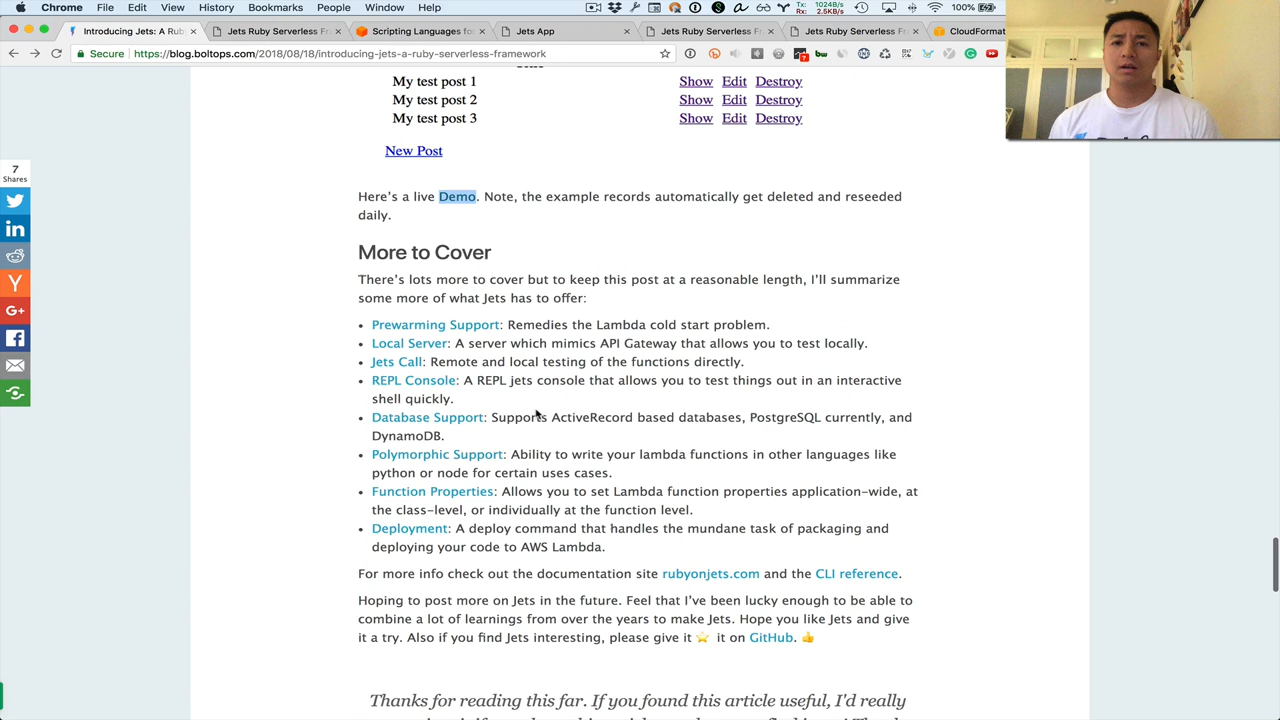 Chrome File Edit View History Bookmarks People Window Help
Tx: 1024B/s
Rx: 2.5KB/s
100%
Introducing Jets: A Ru
Jets Ruby Serverless Fra
Scripting Languages for
Jets App
Jets Ruby Serverless F
Jets Ruby Serverless F
CloudFormat
Secure https://blog.boltops.com/2018/08/18/introducing-jets-a-ruby-serverless-framework
My test post 1 Show Edit Destroy
My test post 2 Show Edit Destroy
My test post 3 Show Edit Destroy
New Post
7
Shares
Here's a live Demo. Note, the example records automatically get deleted and reseeded
daily.
More to Cover
There's lots more to cover but to keep this post at a reasonable length, I'll summarize
some more of what Jets has to offer:
• Prewarming Support: Remedies the Lambda cold start problem.
• Local Server: A server which mimics API Gateway that allows you to test locally.
• Jets Call: Remote and local testing of the functions directly.
• REPL Console: A REPL jets console that allows you to test things out in an interactive
shell quickly.
• Database Support: Supports ActiveRecord based databases, PostgreSQL currently, and
DynamoDB.
• Polymorphic Support: Ability to write your lambda functions in other languages like
python or node for certain uses cases.
• Function Properties: Allows you to set Lambda function properties application-wide, at
the class-level, or individually at the function level.
• Deployment: A deploy command that handles the mundane task of packaging and
deploying your code to AWS Lambda.
For more info check out the documentation site rubyonjets.com and the CLI reference.
Hoping to post more on Jets in the future. Feel that I've been lucky enough to be able to
combine a lot of learnings from over the years to make Jets. Hope you like Jets and give
it a try. Also if you find Jets interesting, please give it ⭐ it on GitHub. 👍
Thanks for reading this far. If you found this article useful, I'd really